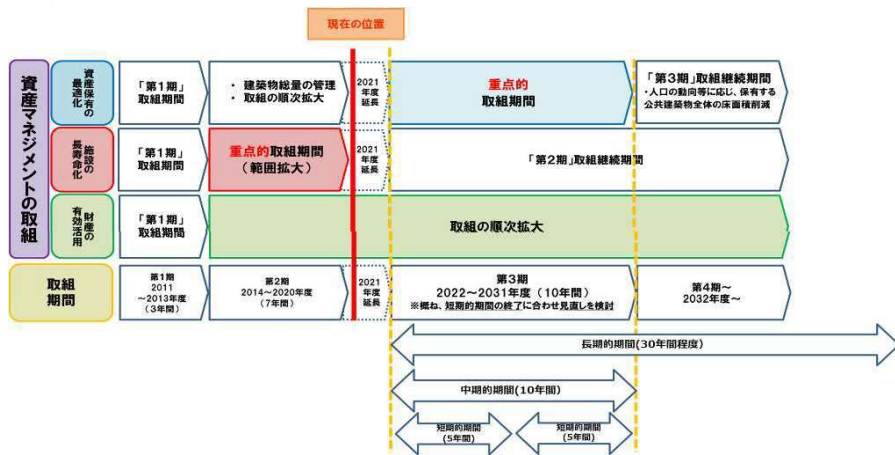 現在の位置
資産マネジメントの取組
資産保有の
最適化
「第1期」
取組期間
・ 建築物総量の管理
・ 取組の順次拡大
2021
年度
延長
重点的
取組期間
「第3期」取組継続期間
・人口の動向等に応じ、保有する
公共建築物全体の床面積削減
施設の
長寿命化
「第1期」
取組期間
重点的取組期間
(範囲拡大)
2021
年度
延長
「第2期」取組継続期間
財産の
有効活用
「第1期」
取組期間
取組の順次拡大
取組
期間
第1期
2011
～2013年度
(3年間)
第2期
2014～2020年度
(7年間)
2021
年度
延長
第3期
2022～2031年度(10年間)
※概ね、短期的期間の終了に合わせ見直しを検討
第4期～
2032年度～
長期的期間(30年間程度)
中期的期間(10年間)
短期的期間
(5年間)
短期的期間
(5年間)